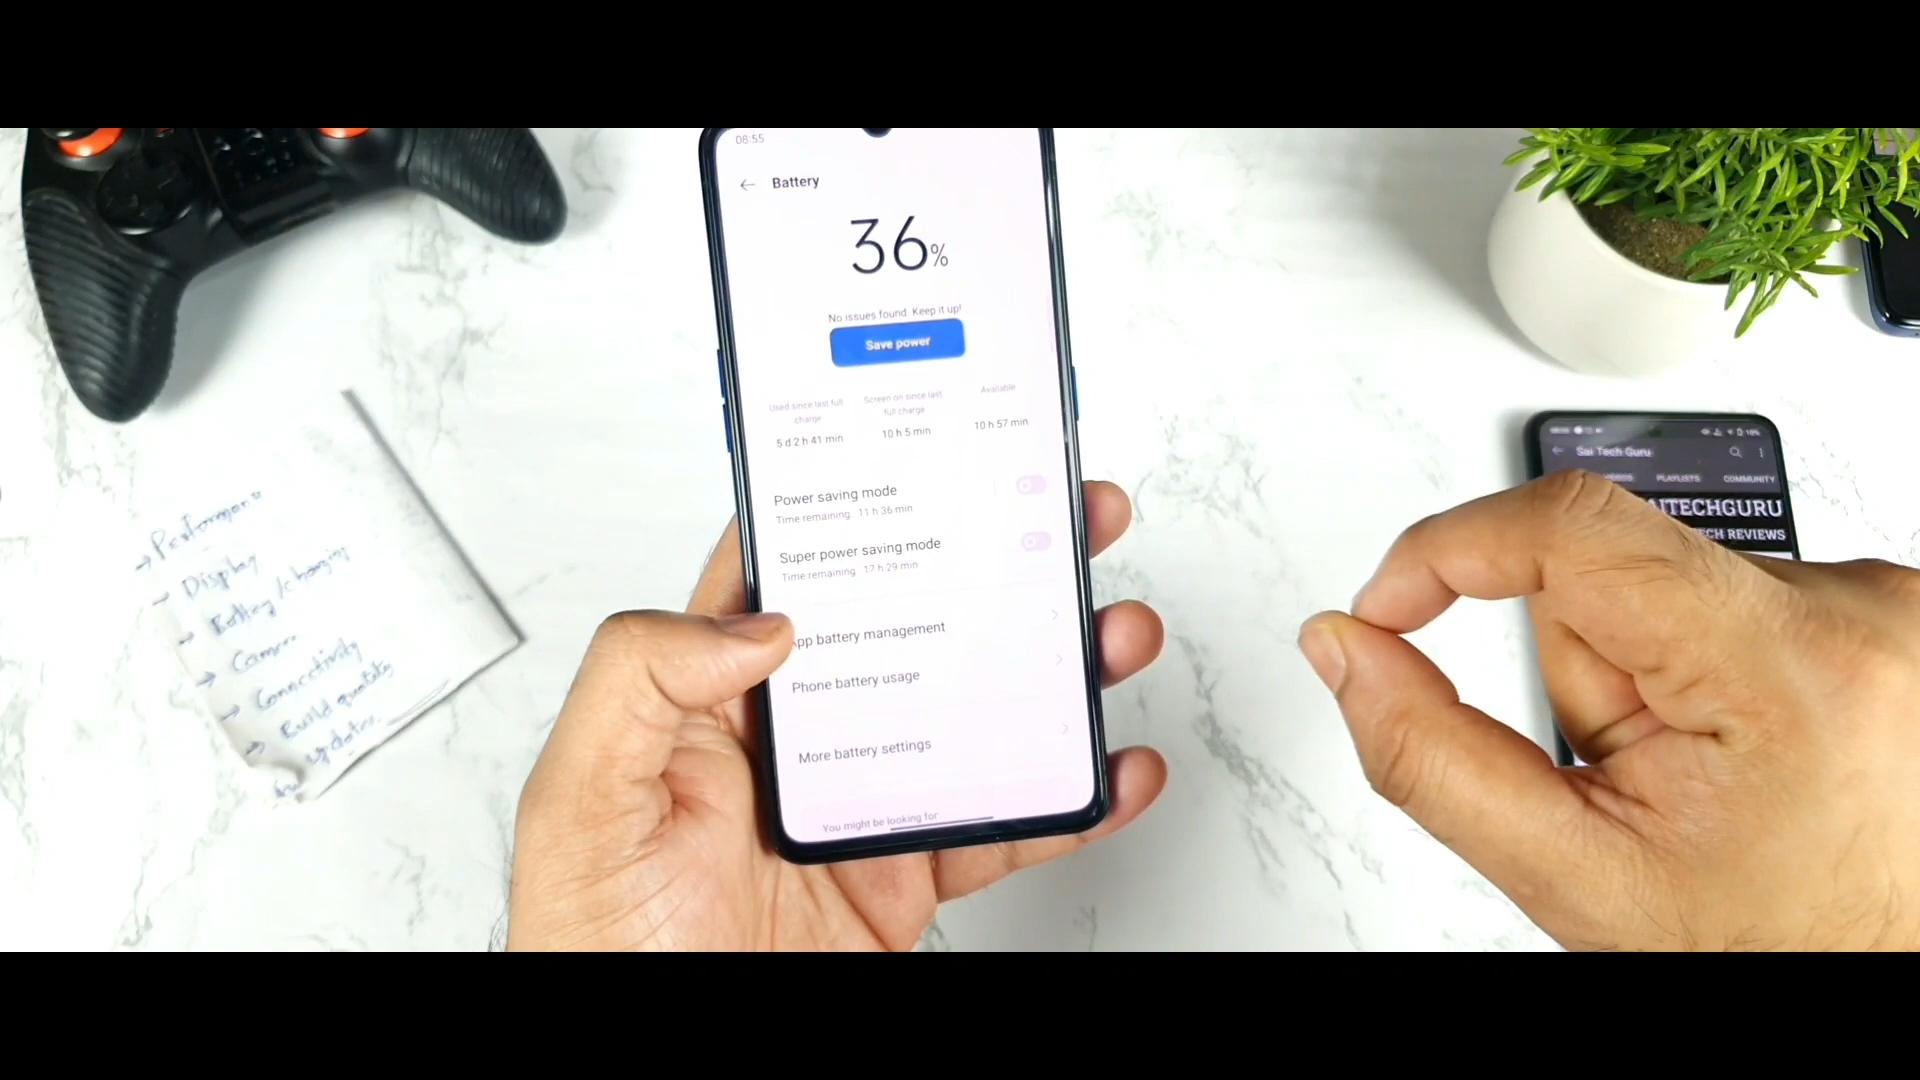 08:55
Battery
36%
No issues found. Keep it up!
Save power
Used since last full charge
5 d 2 h 41 min
Screen on since last full charge
10 h 5 min
Available
10 h 57 min
Power saving mode
Time remaining 11 h 36 min
Super power saving mode
Time remaining 17 h 29 min
App battery management
Phone battery usage
More battery settings
You might be looking for
→ Performance
→ Display
→ Battery/charging
→ Camera
→ Connectivity
→ Build quality
updates
Sai Tech Guru
PLAYLISTS
COMMUNITY
AITECHGURU
ECH REVIEWS